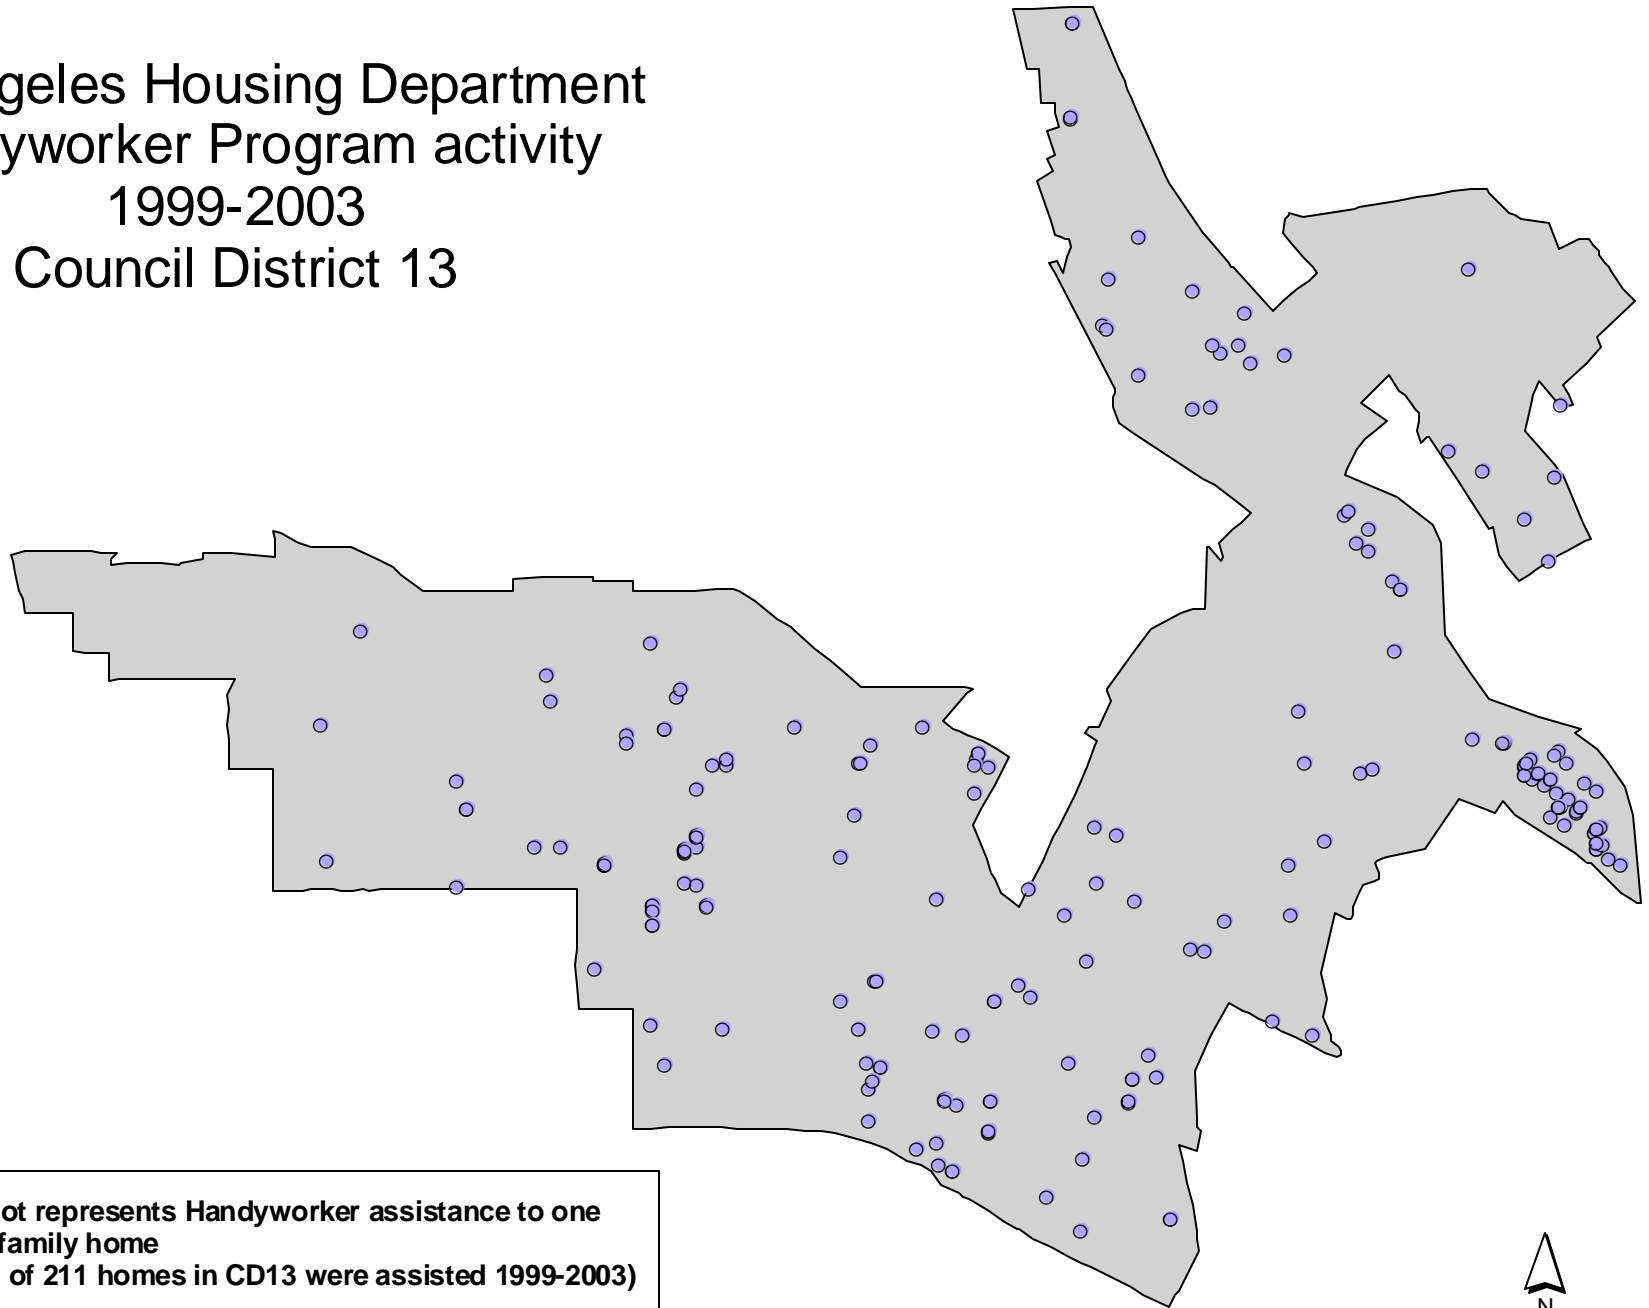 geles Housing Department
yworker Program activity
1999-2003
Council District 13
ot represents Handyworker assistance to one
family home
of 211 homes in CD13 were assisted 1999-2003)
N